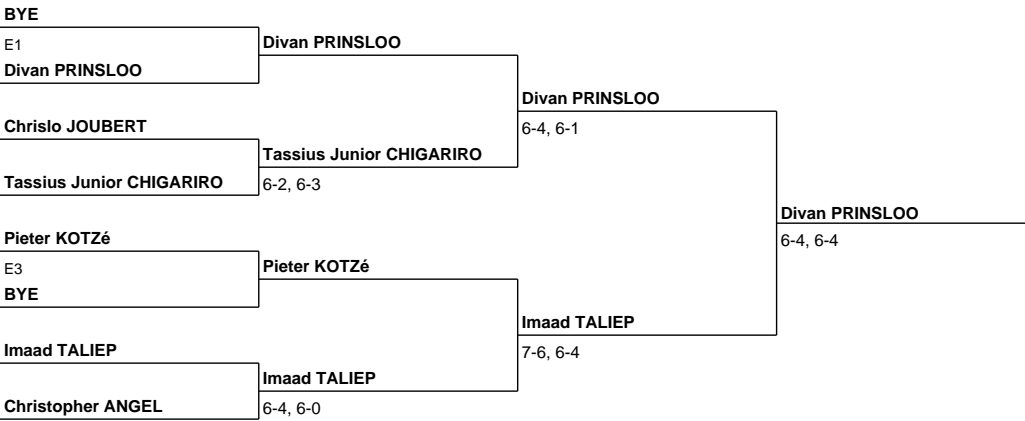 BYE
E1
Divan PRINSLOO
Divan PRINSLOO
Divan PRINSLOO
6-4, 6-1
Chrislo JOUBERT
Tassius Junior CHIGARIRO
Tassius Junior CHIGARIRO
6-2, 6-3
Divan PRINSLOO
6-4, 6-4
Pieter KOTZé
E3
Pieter KOTZé
BYE
Imaad TALIEP
7-6, 6-4
Imaad TALIEP
Imaad TALIEP
Christopher ANGEL
6-4, 6-0